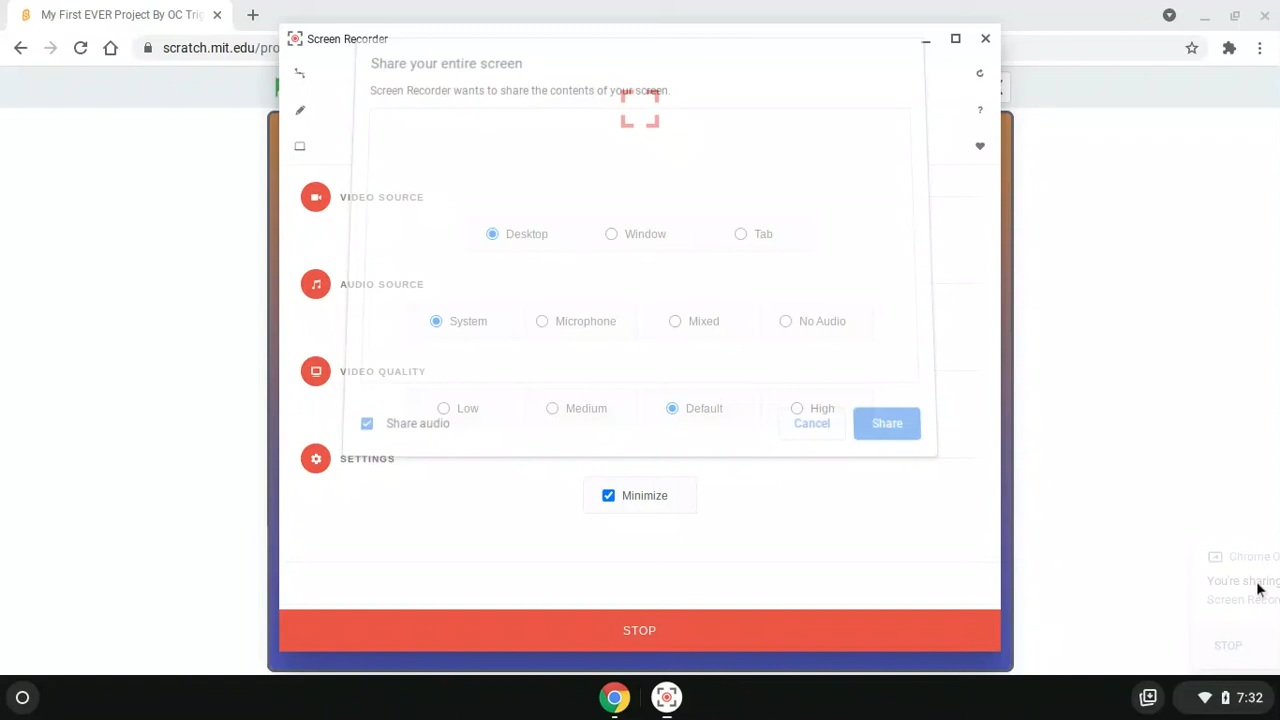 My First EVER Project By OC Trig
scratch.mit.edu/pro
Screen Recorder
Share your entire screen
Screen Recorder wants to share the contents of your screen.
?
VIDEO SOURCE
Desktop Window Tab
AUDIO SOURCE
System Microphone Mixed No Audio
VIDEO QUALITY
Low Medium Default High
Share audio Cancel Share
SETTINGS
Minimize
Chrome O
You're sharing
Screen Recor
STOP
STOP
7:32